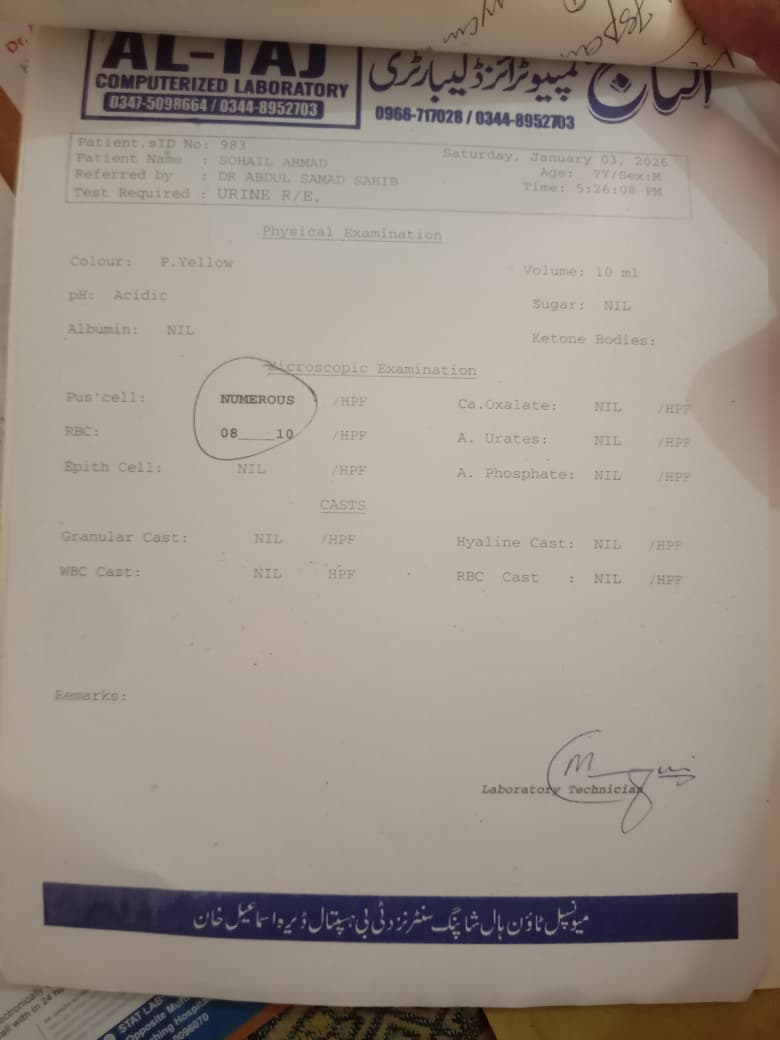 AL-TAJ
COMPUTERIZED LABORATORY
0347-5098664 / 0344-8952703
التاج کمپیوٹرائزڈ لیبارٹری
0966-717028 / 0344-8952703
Patient,sID No: 983
Saturday, January 03, 2026
Patient Name : SOHAIL AHMAD
Age: ?Y/Sex:M
Referred by : DR ABDUL SAMAD SAHIB
Time: 5:26:08 PM
Test Required : URINE R/E,
Physical Examination
Colour: P.Yellow
Volume: 10 ml
pH: Acidic
Sugar: NIL
Albumin: NIL
Ketone Bodies:
Microscopic Examination
Pus'cell: NUMEROUS /HPF
Ca.Oxalate: NIL /HPF
RBC: 08____10 /HPF
A. Urates: NIL /HPF
Epith Cell: NIL /HPF
A. Phosphate: NIL /HPF
CASTS
Granular Cast: NIL /HPF
Hyaline Cast: NIL /HPF
WBC Cast: NIL HPF
RBC Cast : NIL /HPF
Remarks:
Laboratory Technician
میونسپل ٹاؤن ہال شاپنگ سنٹر نزد ٹی بی ہسپتال ڈیرہ اسماعیل خان
STAT LAB
Opposite
Hospital